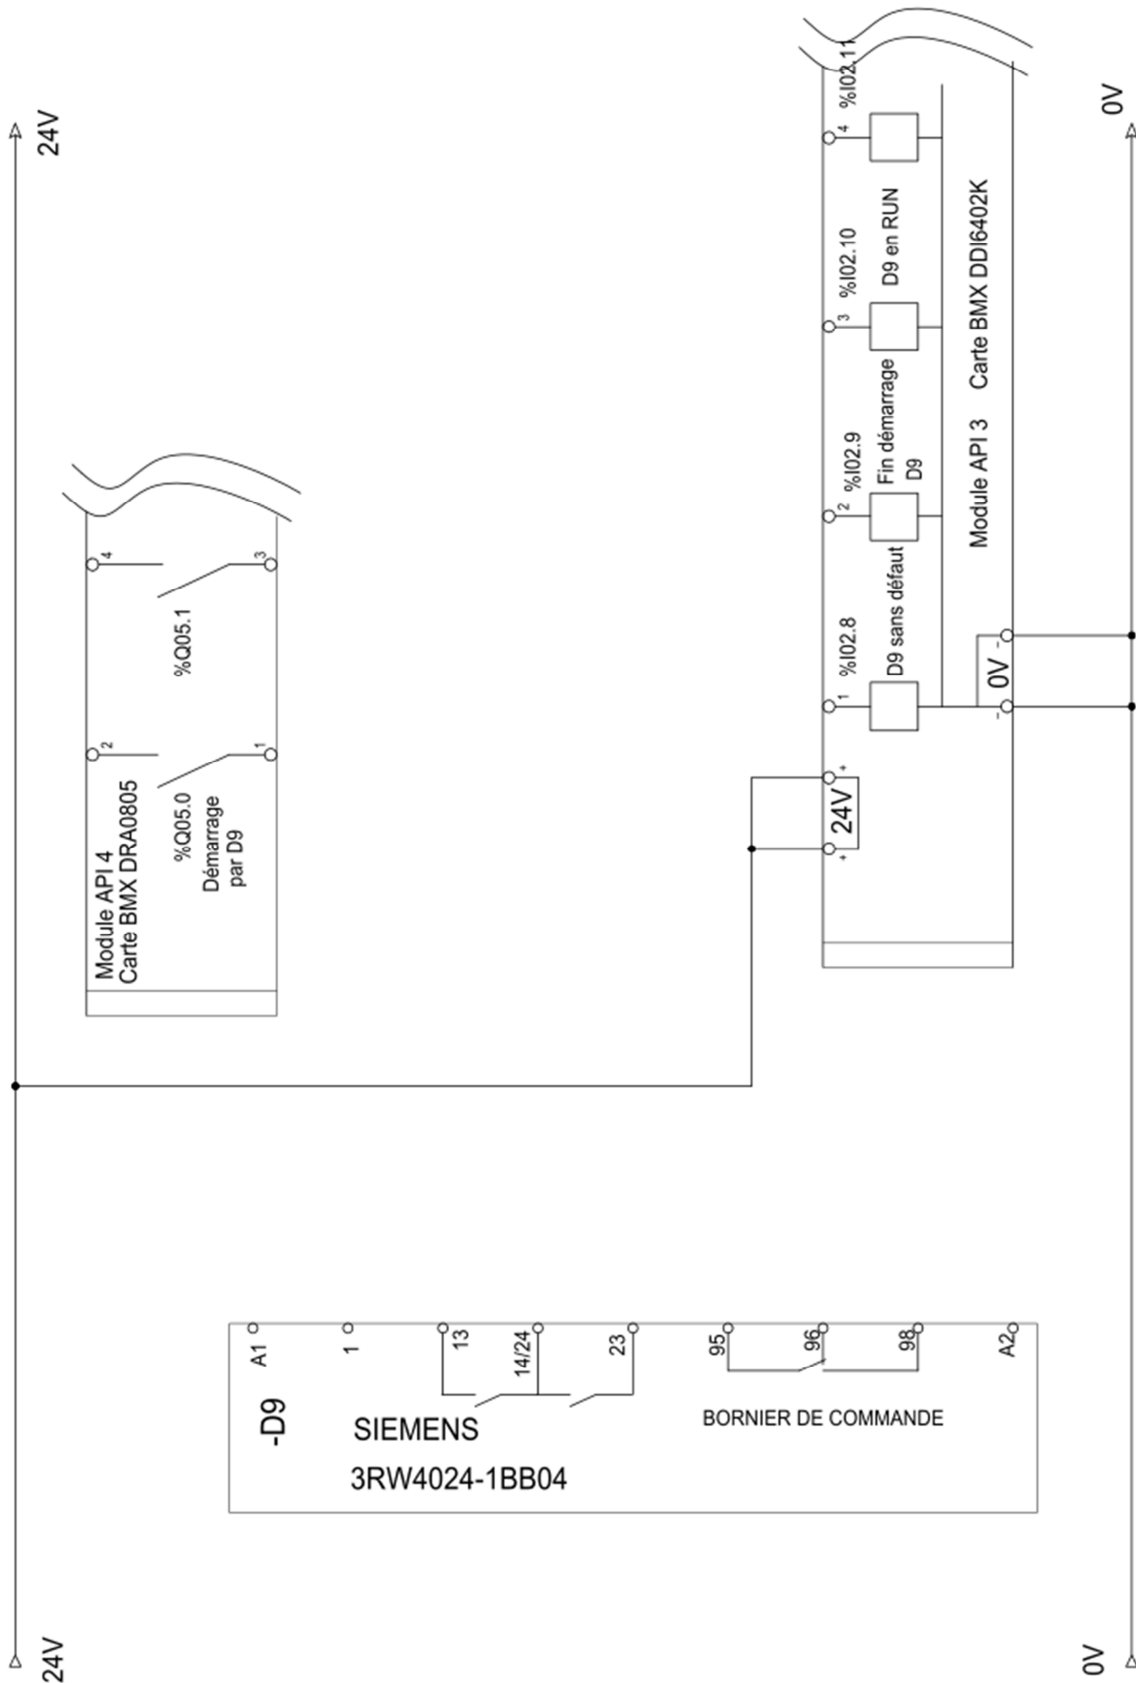 24V
24V
Module API 4
Carte BMX DRA0805
2
4
%Q05.0
Démarrage
par D9
%Q05.1
1
3
-D9
SIEMENS
3RW4024-1BB04
BORNIER DE COMMANDE
A1
1
13
14/24
23
95
96
98
A2
24V
+
+
1
%I02.8
2
%I02.9
3
%I02.10
4
%I02.11
D9 sans défaut
Fin démarrage
D9
D9 en RUN
0V
-
-
Module API 3
Carte BMX DDI6402K
0V
0V